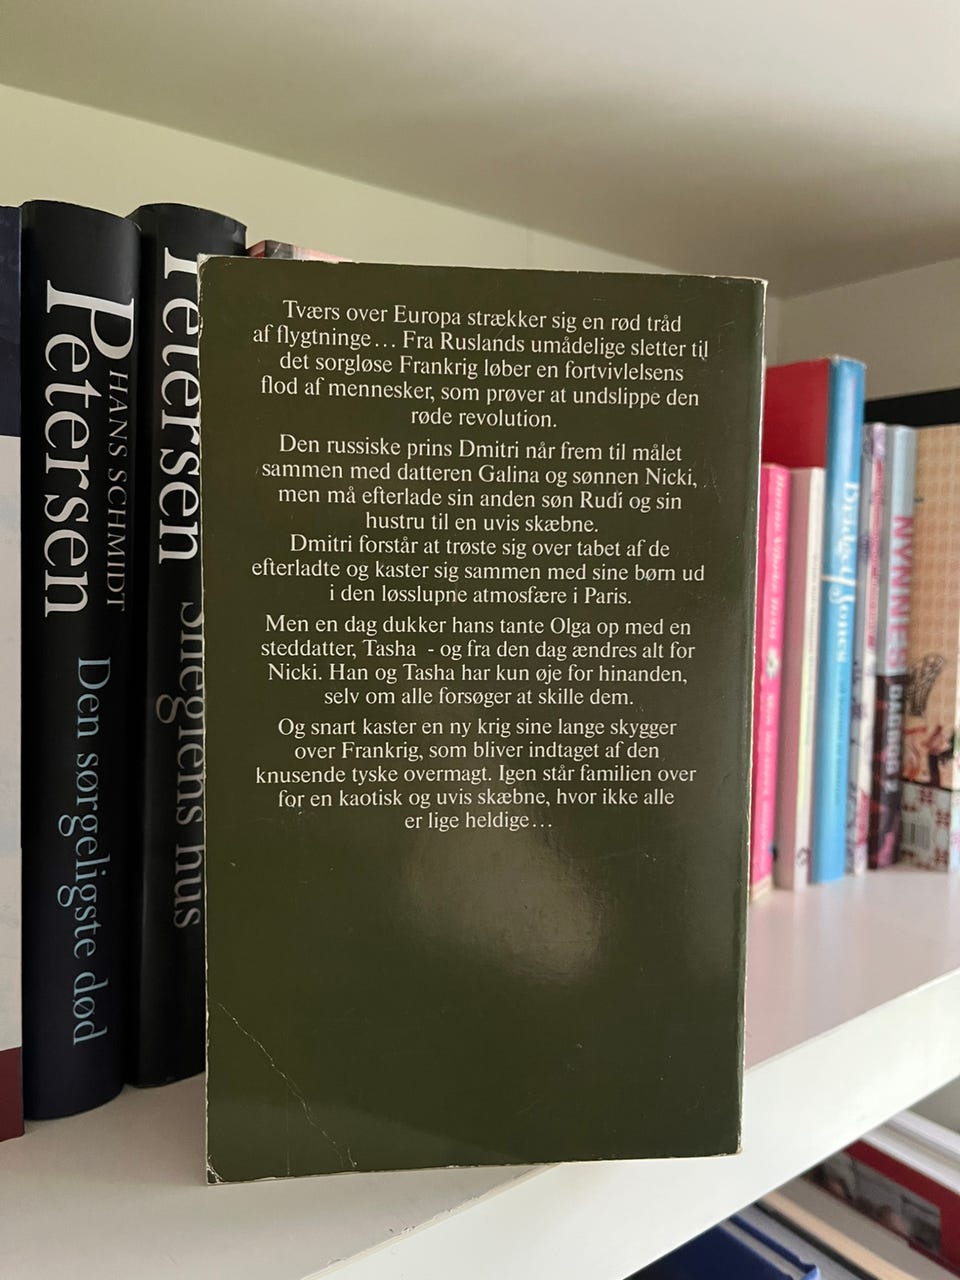 Tværs over Europa strækker sig en rød tråd
af flygtninge... Fra Ruslands umådelige sletter til
det sorgløse Frankrig løber en fortvivlelsens
flod af mennesker, som prøver at undslippe den
røde revolution.
Den russiske prins Dmitri når frem til målet
sammen med datteren Galina og sønnen Nicki,
men må efterlade sin anden søn Rudi og sin
hustru til en uvis skæbne.
Dmitri forstår at trøste sig over tabet af de
efterladte og kaster sig sammen med sine børn ud
i den løsslupne atmosfære i Paris.
Men en dag dukker hans tante Olga op med en
steddatter, Tasha - og fra den dag ændres alt for
Nicki. Han og Tasha har kun øje for hinanden,
selv om alle forsøger at skille dem.
Og snart kaster en ny krig sine lange skygger
over Frankrig, som bliver indtaget af den
knusende tyske overmagt. Igen står familien over
for en kaotisk og uvis skæbne, hvor ikke alle
er lige heldige...
HANS SCHMIDT
Petersen
Den sørgeligste død
Petersen
hus
Bridget Jones